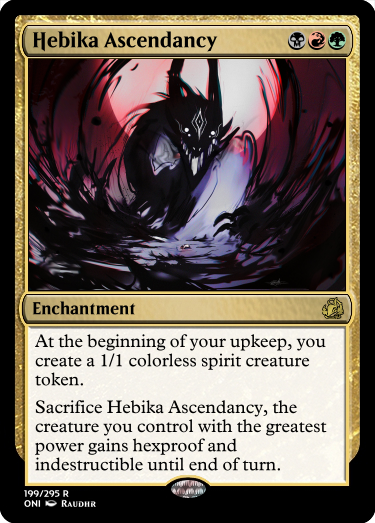 Hebika Ascendancy
Enchantment
At the beginning of your upkeep, you
create a 1/1 colorless spirit creature
token.
Sacrifice Hebika Ascendancy, the
creature you control with the greatest
power gains hexproof and
indestructible until end of turn.
199/295 R
ONI Raudhr